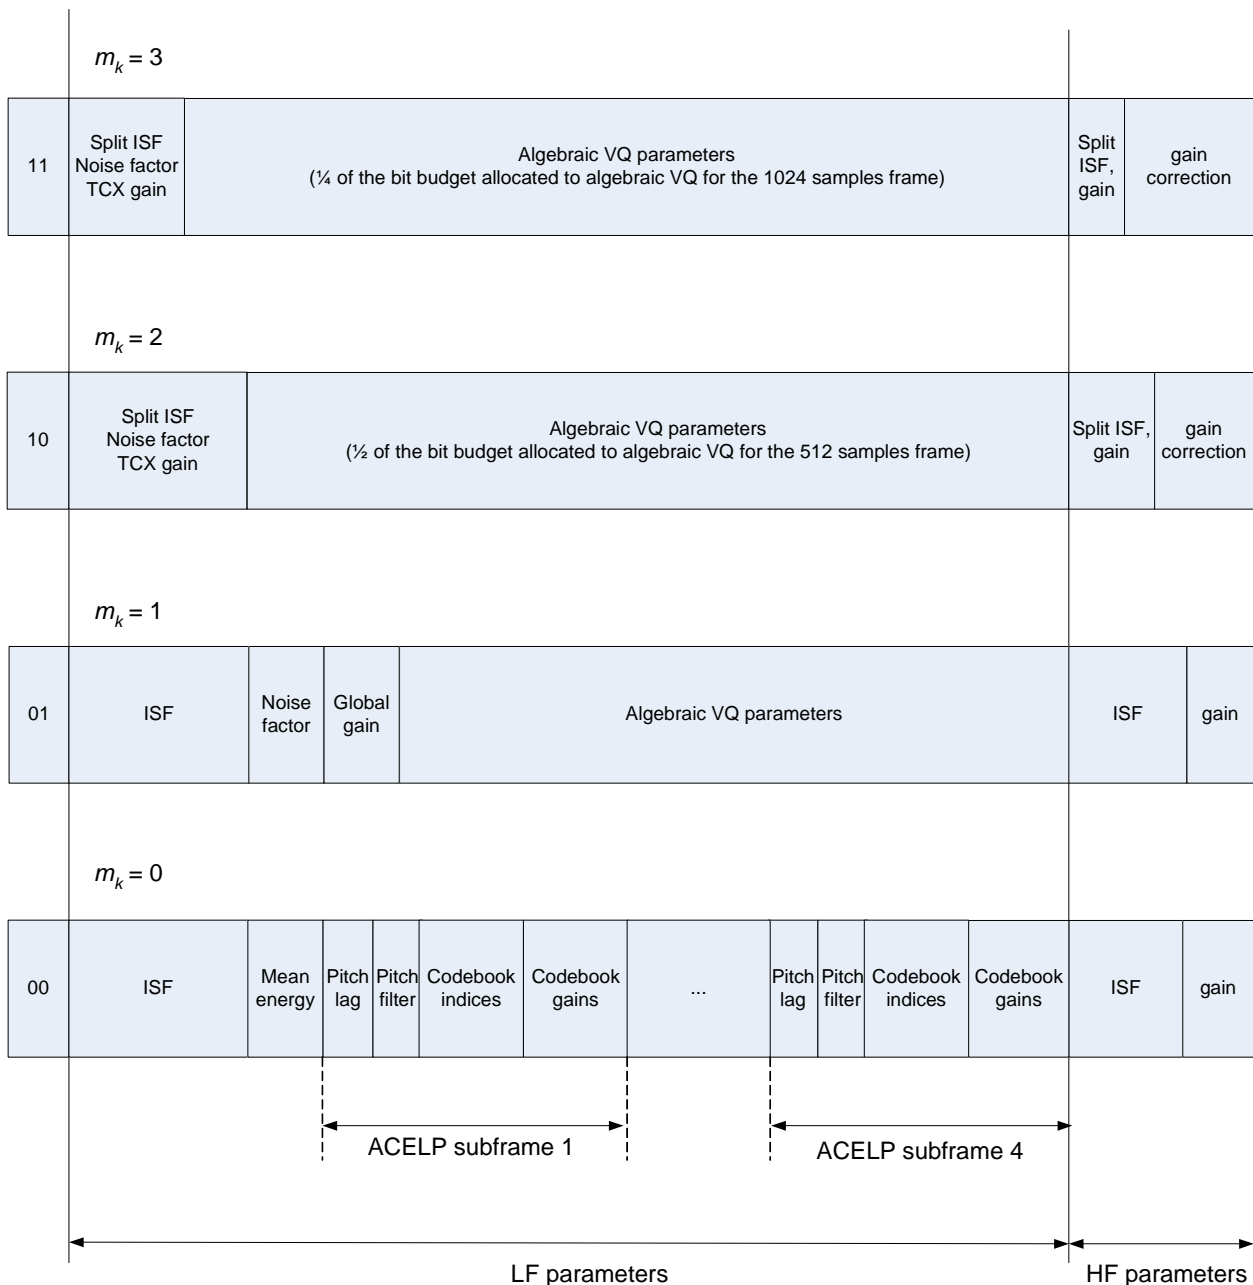 m_k = 3
11
Split ISF
Noise factor
TCX gain
Algebraic VQ parameters
(¼ of the bit budget allocated to algebraic VQ for the 1024 samples frame)
Split
ISF,
gain
gain
correction
m_k = 2
10
Split ISF
Noise factor
TCX gain
Algebraic VQ parameters
(½ of the bit budget allocated to algebraic VQ for the 512 samples frame)
Split ISF,
gain
gain
correction
m_k = 1
01
ISF
Noise
factor
Global
gain
Algebraic VQ parameters
ISF
gain
m_k = 0
00
ISF
Mean
energy
Pitch
lag
Pitch
filter
Codebook
indices
Codebook
gains
...
Pitch
lag
Pitch
filter
Codebook
indices
Codebook
gains
ISF
gain
ACELP subframe 1
ACELP subframe 4
LF parameters
HF parameters